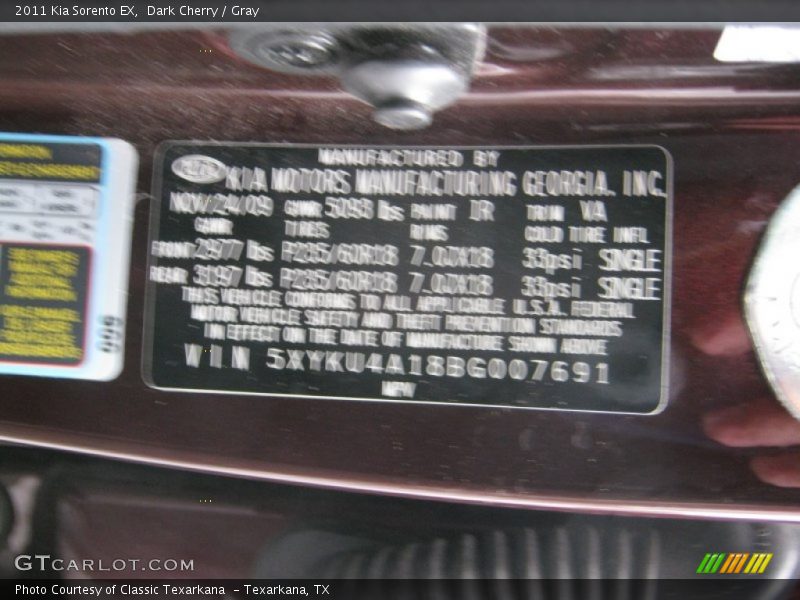 2011 Kia Sorento EX, Dark Cherry / Gray
MANUFACTURED BY
KIA KIA MOTORS MANUFACTURING GEORGIA. INC.
NOV/24/09 GVWR 5093 lbs PAINT IR TRIM VA
GAWR TIRES RIMS COLD TIRE INFL
FRONT 2977 lbs P235/60R18 7.0JX18 33psi SINGLE
REAR 3197 lbs P235/60R18 7.0JX18 33psi SINGLE
THIS VEHICLE CONFORMS TO ALL APPLICABLE U.S.A. FEDERAL
MOTOR VEHICLE SAFETY AND THEFT PREVENTION STANDARDS
IN EFFECT ON THE DATE OF MANUFACTURE SHOWN ABOVE
VIN 5XYKU4A18BG007691
MPV
GTCARLOT.COM
Photo Courtesy of Classic Texarkana - Texarkana, TX